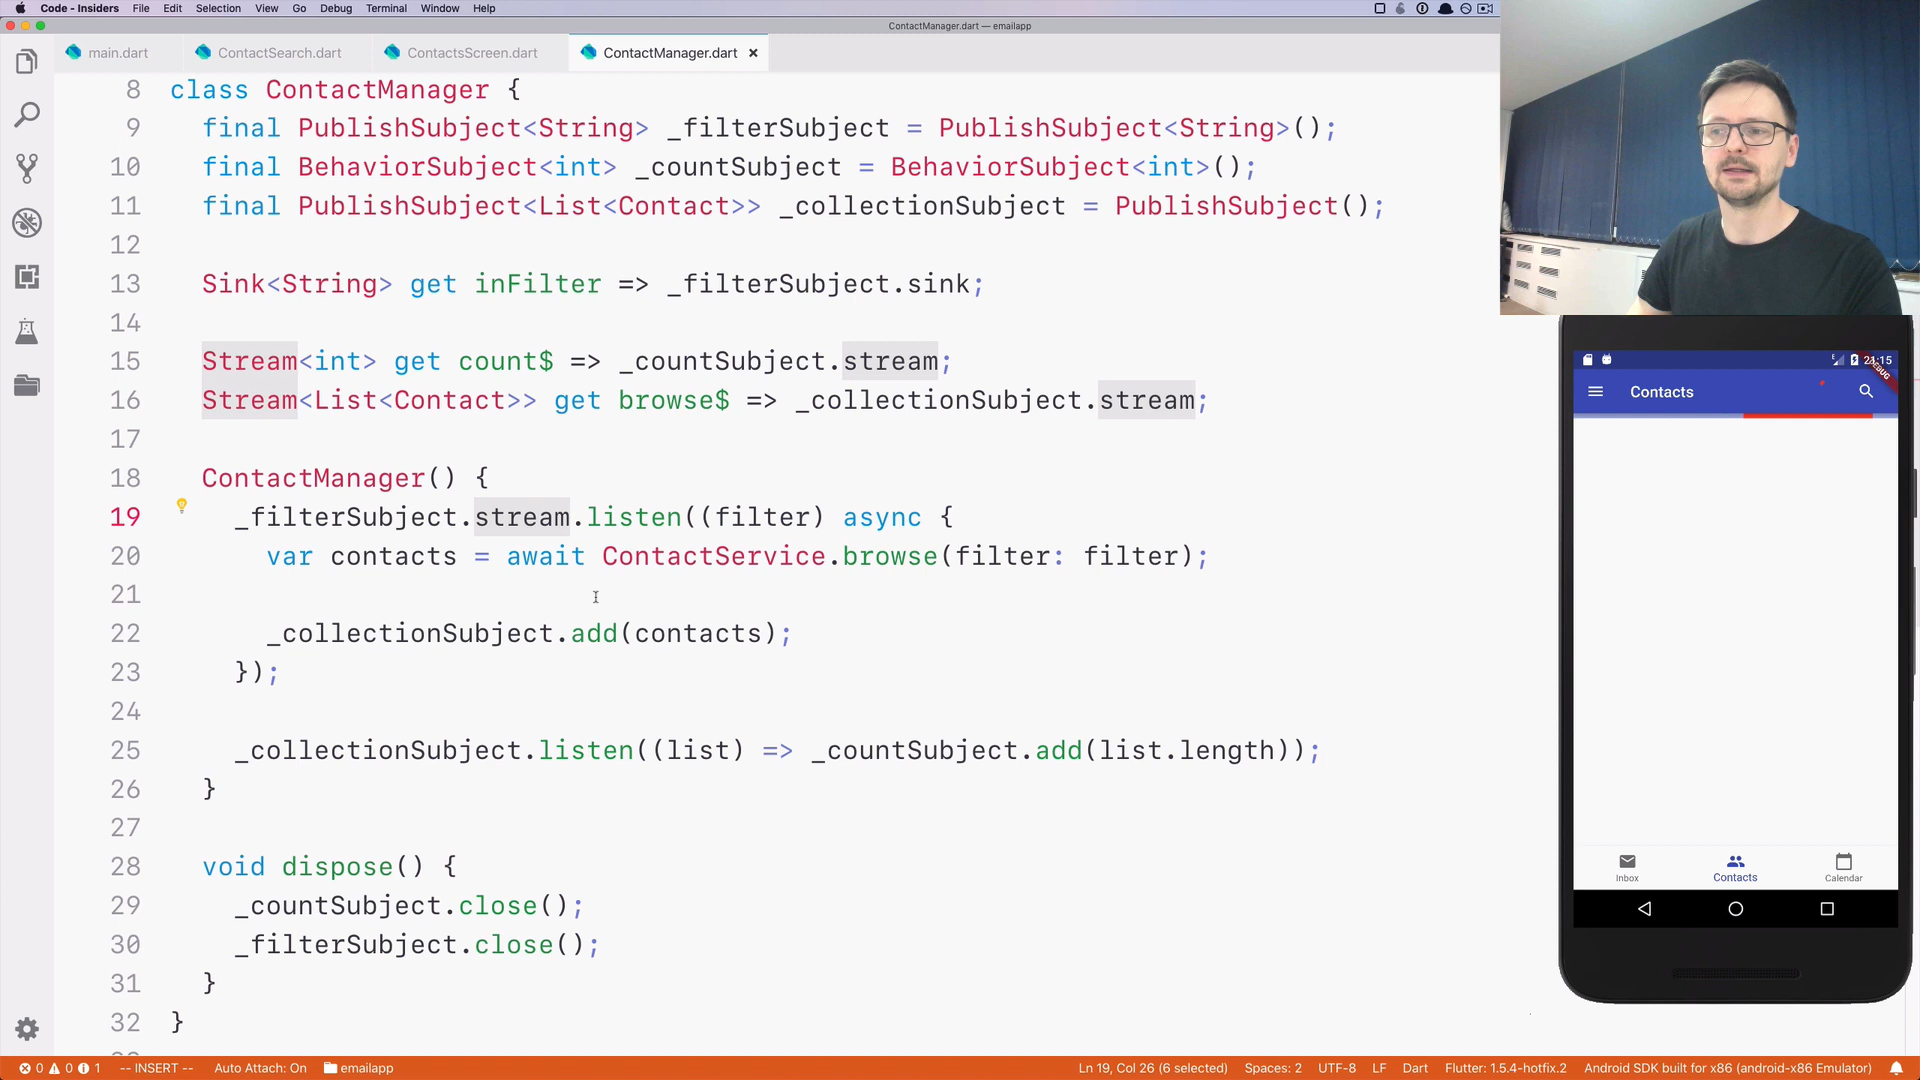 Code - Insiders File Edit Selection View Go Debug Terminal Window Help
ContactManager.dart — emailapp
main.dart ContactSearch.dart ContactsScreen.dart ContactManager.dart
8 class ContactManager {
9 final PublishSubject<String> _filterSubject = PublishSubject<String>();
10 final BehaviorSubject<int> _countSubject = BehaviorSubject<int>();
11 final PublishSubject<List<Contact>> _collectionSubject = PublishSubject();
12
13 Sink<String> get inFilter => _filterSubject.sink;
14
15 Stream<int> get count$ => _countSubject.stream;
16 Stream<List<Contact>> get browse$ => _collectionSubject.stream;
17
18 ContactManager() {
19 _filterSubject.stream.listen((filter) async {
20 var contacts = await ContactService.browse(filter: filter);
21
22 _collectionSubject.add(contacts);
23 });
24
25 _collectionSubject.listen((list) => _countSubject.add(list.length));
26 }
27
28 void dispose() {
29 _countSubject.close();
30 _filterSubject.close();
31 }
32 }
0 0 1 -- INSERT -- Auto Attach: On emailapp Ln 19, Col 26 (6 selected) Spaces: 2 UTF-8 LF Dart Flutter: 1.5.4-hotfix.2 Android SDK built for x86 (android-x86 Emulator)
21:15
DEBUG
Contacts
Inbox Contacts Calendar